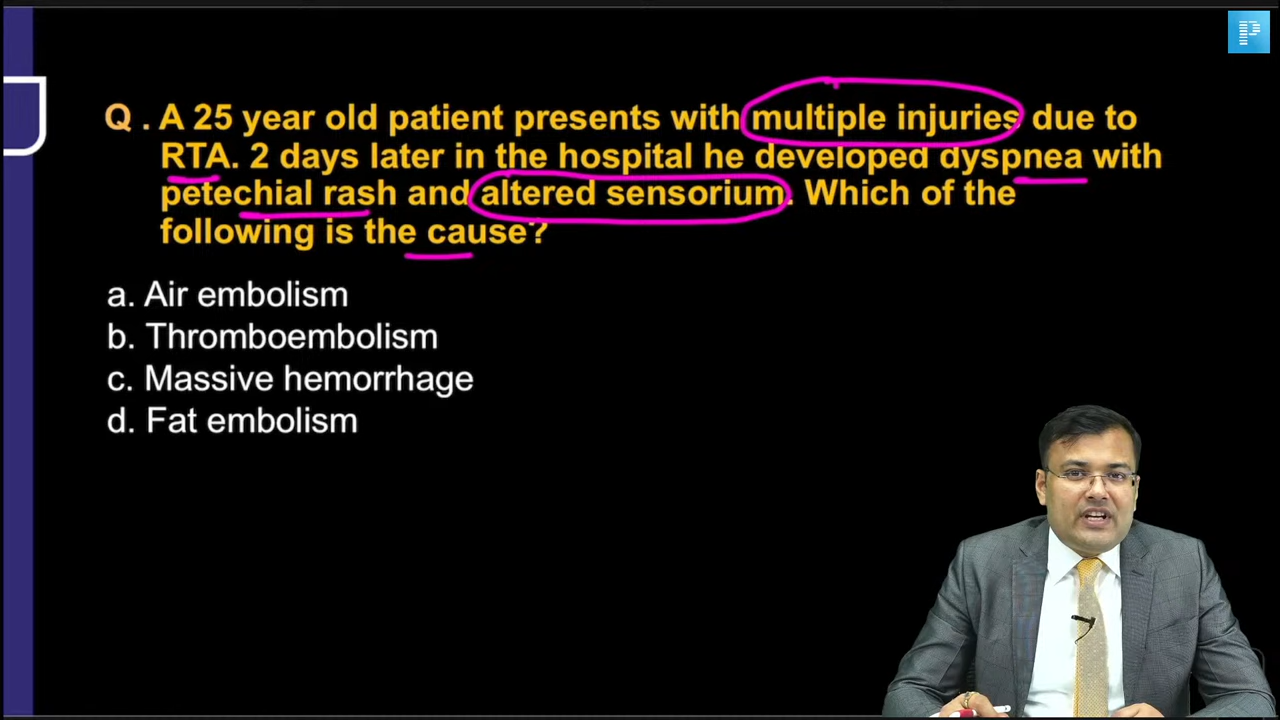 P
Q . A 25 year old patient presents with multiple injuries due to
RTA. 2 days later in the hospital he developed dyspnea with
petechial rash and altered sensorium. Which of the
following is the cause?
a. Air embolism
b. Thromboembolism
c. Massive hemorrhage
d. Fat embolism